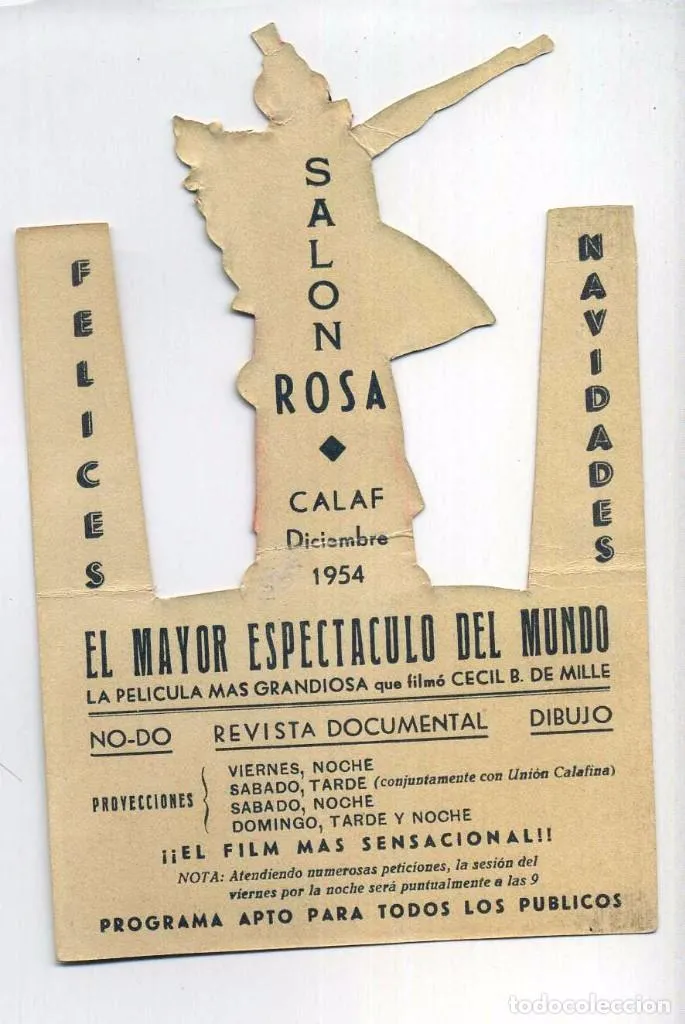 FELICES
SALON
ROSA
CALAF
Diciembre
1954
NAVIDADES
EL MAYOR ESPECTACULO DEL MUNDO
LA PELICULA MAS GRANDIOSA que filmó CECIL B. DE MILLE
NO-DO REVISTA DOCUMENTAL DIBUJO
PROYECCIONES
VIERNES, NOCHE
SABADO, TARDE (conjuntamente con Unión Calafina)
SABADO, NOCHE
DOMINGO, TARDE Y NOCHE
¡¡EL FILM MAS SENSACIONAL!!
NOTA: Atendiendo numerosas peticiones, la sesión del
viernes por la noche será puntualmente a las 9
PROGRAMA APTO PARA TODOS LOS PUBLICOS
todocoleccion